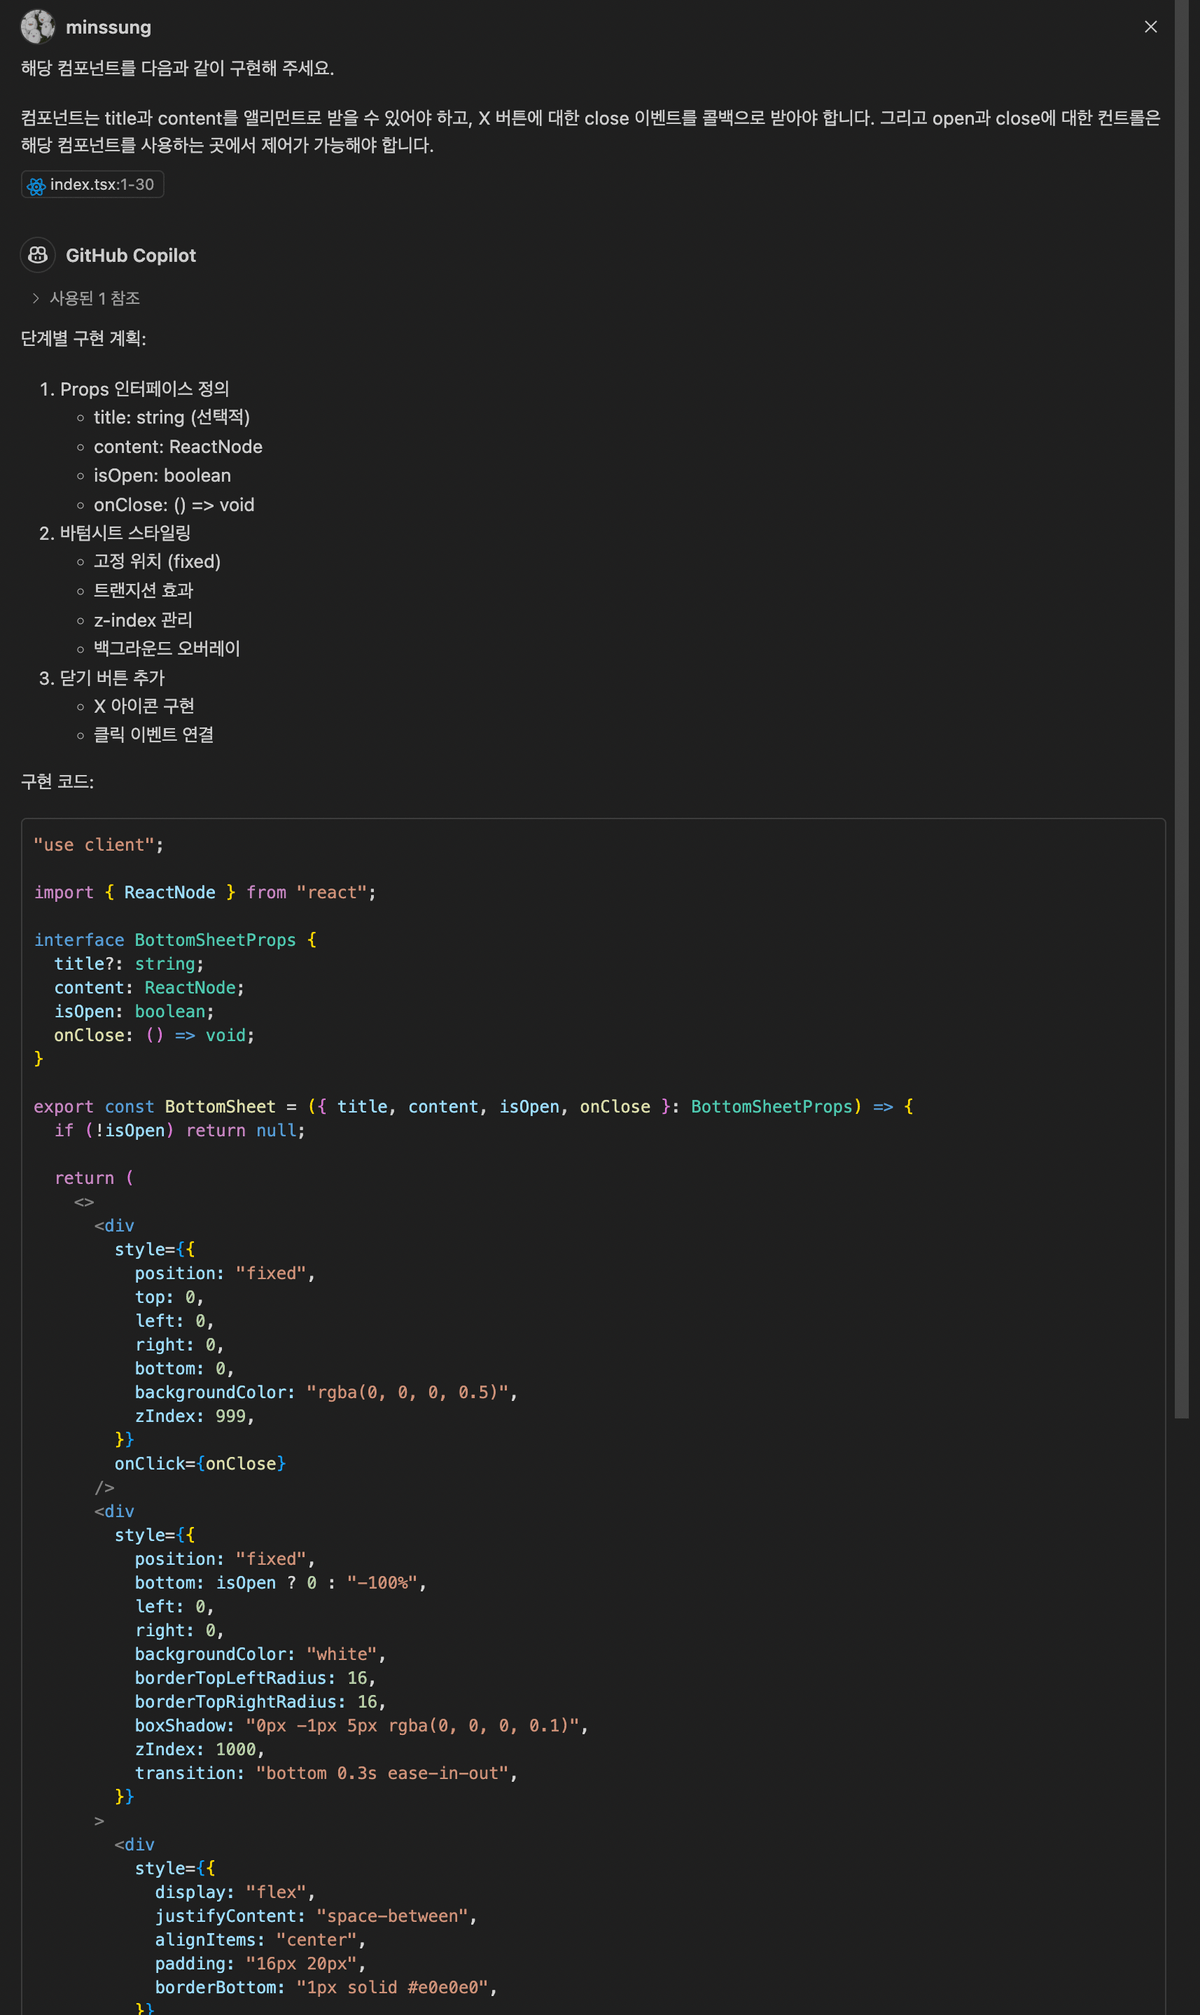 minssung
해당 컴포넌트를 다음과 같이 구현해 주세요.
컴포넌트는 title과 content를 앨리먼트로 받을 수 있어야 하고, X 버튼에 대한 close 이벤트를 콜백으로 받아야 합니다. 그리고 open과 close에 대한 컨트롤은
해당 컴포넌트를 사용하는 곳에서 제어가 가능해야 합니다.
index.tsx:1-30
GitHub Copilot
사용된 1 참조
단계별 구현 계획:
1. Props 인터페이스 정의
title: string (선택적)
content: ReactNode
isOpen: boolean
onClose: () => void
2. 바텀시트 스타일링
고정 위치 (fixed)
트랜지션 효과
z-index 관리
백그라운드 오버레이
3. 닫기 버튼 추가
X 아이콘 구현
클릭 이벤트 연결
구현 코드:
"use client";
import { ReactNode } from "react";
interface BottomSheetProps {
title?: string;
content: ReactNode;
isOpen: boolean;
onClose: () => void;
}
export const BottomSheet = ({ title, content, isOpen, onClose }: BottomSheetProps) => {
if (!isOpen) return null;
return (
<>
<div
style={{
position: "fixed",
top: 0,
left: 0,
right: 0,
bottom: 0,
backgroundColor: "rgba(0, 0, 0, 0.5)",
zIndex: 999,
}}
onClick={onClose}
/>
<div
style={{
position: "fixed",
bottom: isOpen ? 0 : "-100%",
left: 0,
right: 0,
backgroundColor: "white",
borderTopLeftRadius: 16,
borderTopRightRadius: 16,
boxShadow: "0px -1px 5px rgba(0, 0, 0, 0.1)",
zIndex: 1000,
transition: "bottom 0.3s ease-in-out",
}}
>
<div
style={{
display: "flex",
justifyContent: "space-between",
alignItems: "center",
padding: "16px 20px",
borderBottom: "1px solid #e0e0e0",
}}